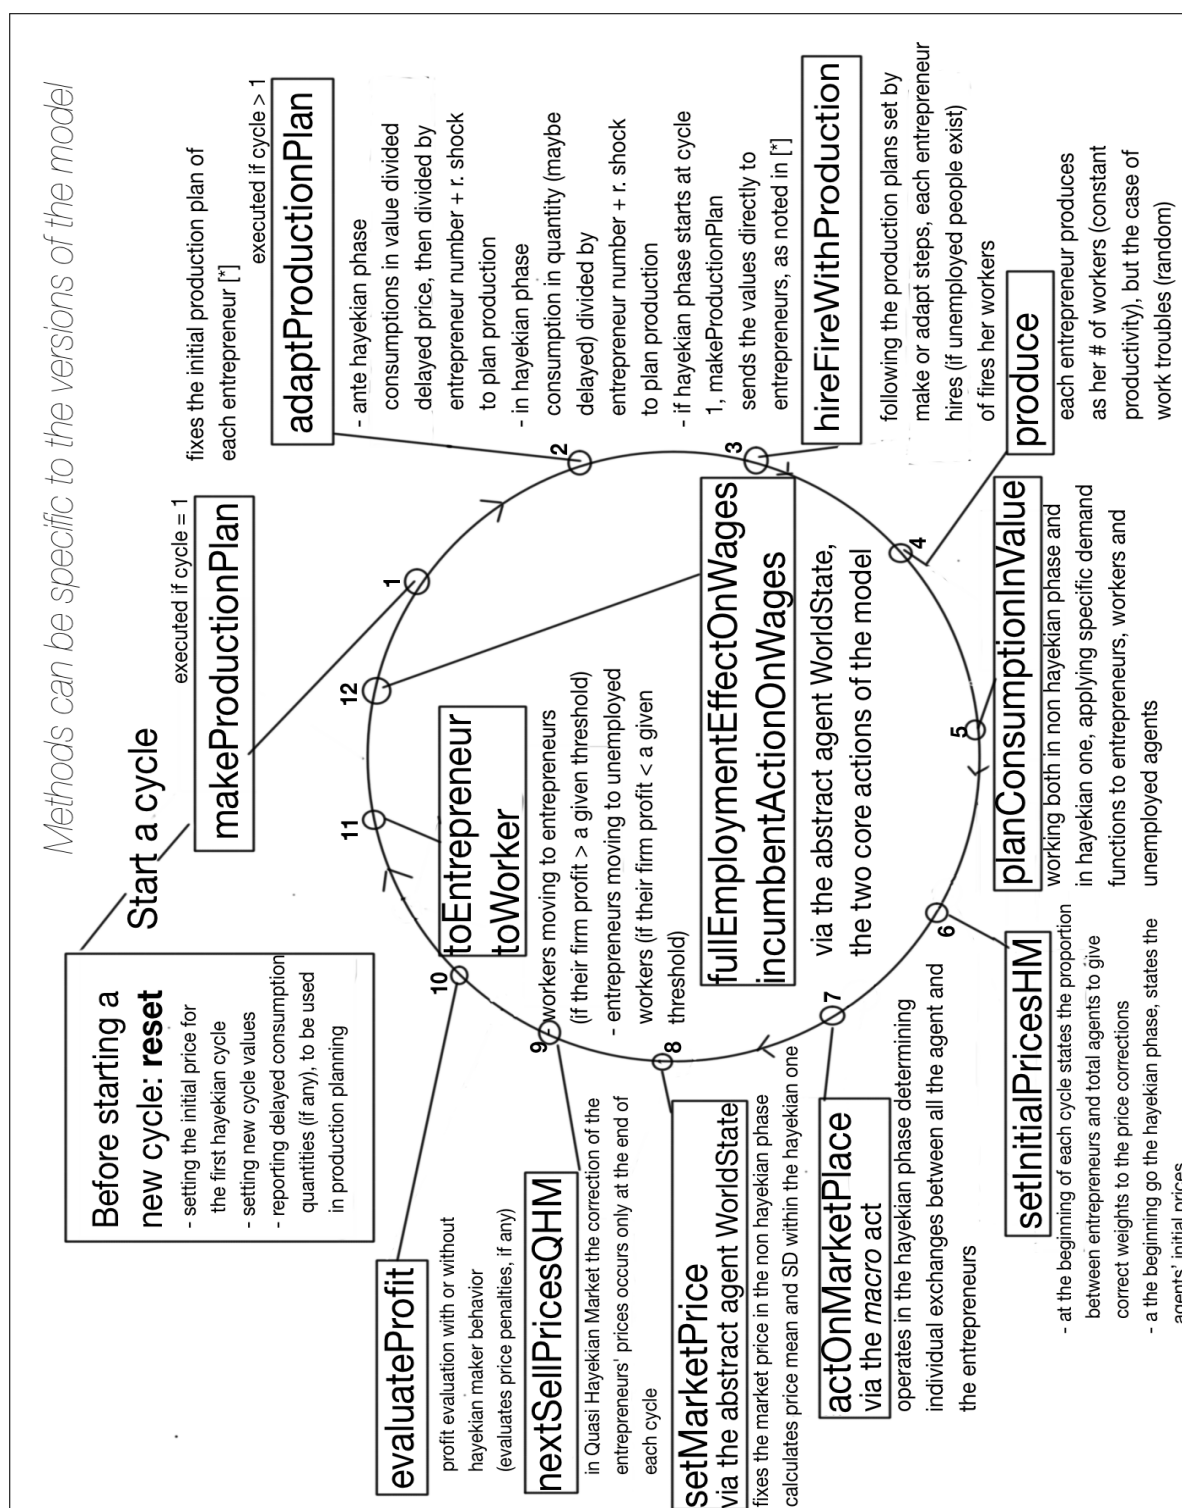 Methods can be specific to the versions of the model
Before starting a
new cycle: reset
- setting the initial price for
the first hayekian cycle
- setting new cycle values
- reporting delayed consumption
quantities (if any), to be used
in production planning
Start a cycle
executed if cycle = 1
makeProductionPlan
fixes the initial production plan of
each entrepreneur [*]
executed if cycle > 1
adaptProductionPlan
- ante hayekian phase
consumptions in value divided
delayed price, then divided by
entrepreneur number + r. shock
to plan production
- in hayekian phase
consumption in quantity (maybe
delayed) divided by
entrepreneur number + r. shock
to plan production
- if hayekian phase starts at cycle
1, makeProductionPlan
sends the values directly to
entrepreneurs, as noted in [*]
hireFireWithProduction
following the production plans set by
make or adapt steps, each entrepreneur
hires (if unemployed people exist)
of fires her workers
produce
each entrepreneur produces
as her # of workers (constant
productivity), but the case of
work troubles (random)
planConsumptionInValue
working both in non hayekian phase and
in hayekian one, applying specific demand
functions to entrepreneurs, workers and
unemployed agents
setInitialPricesHM
- at the beginning of each cycle states the proportion
between entrepreneurs and total agents to give
correct weights to the price corrections
- a the beginning go the hayekian phase, states the
agents' initial prices
actOnMarketPlace
via the macro act
operates in the hayekian phase determining
individual exchanges between all the agent and
the entrepreneurs
setMarketPrice
via the abstract agent WorldState
fixes the market price in the non hayekian phase
calculates price mean and SD within the hayekian one
nextSellPricesQHM
in Quasi Hayekian Market the correction of the
entrepreneurs' prices occurs only at the end of
each cycle
evaluateProfit
profit evaluation with or without
hayekian maker behavior
(evaluates price penalties, if any)
toEntrepreneur
toWorker
- workers moving to entrepreneurs
(if their firm profit > a given threshold)
- entrepreneurs moving to unemployed
workers (if their firm profit < a given
threshold)
fullEmploymentEffectOnWages
incumbentActionOnWages
via the abstract agent WorldState,
the two core actions of the model
1
2
3
4
5
6
7
8
9
10
11
12